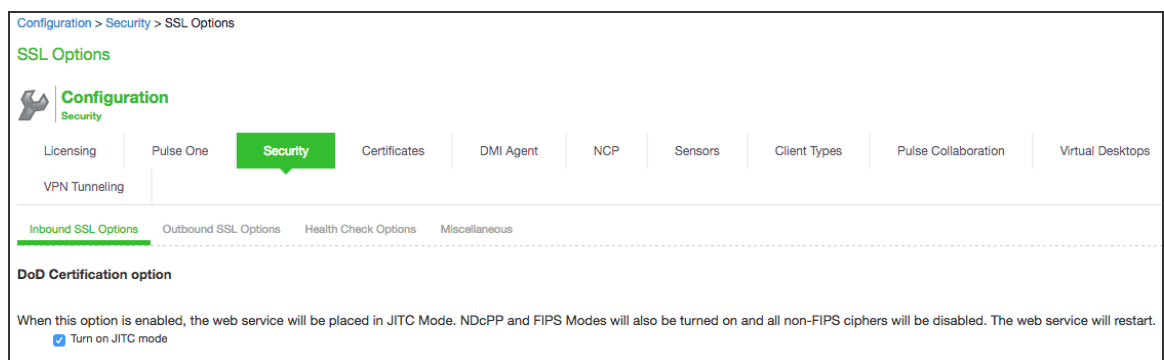 Configuration > Security > SSL Options
SSL Options
Configuration
Security
Licensing Pulse One Security Certificates DMI Agent NCP Sensors Client Types Pulse Collaboration Virtual Desktops
VPN Tunneling
Inbound SSL Options Outbound SSL Options Health Check Options Miscellaneous
DoD Certification option
When this option is enabled, the web service will be placed in JITC Mode. NDcPP and FIPS Modes will also be turned on and all non-FIPS ciphers will be disabled. The web service will restart.
Turn on JITC mode